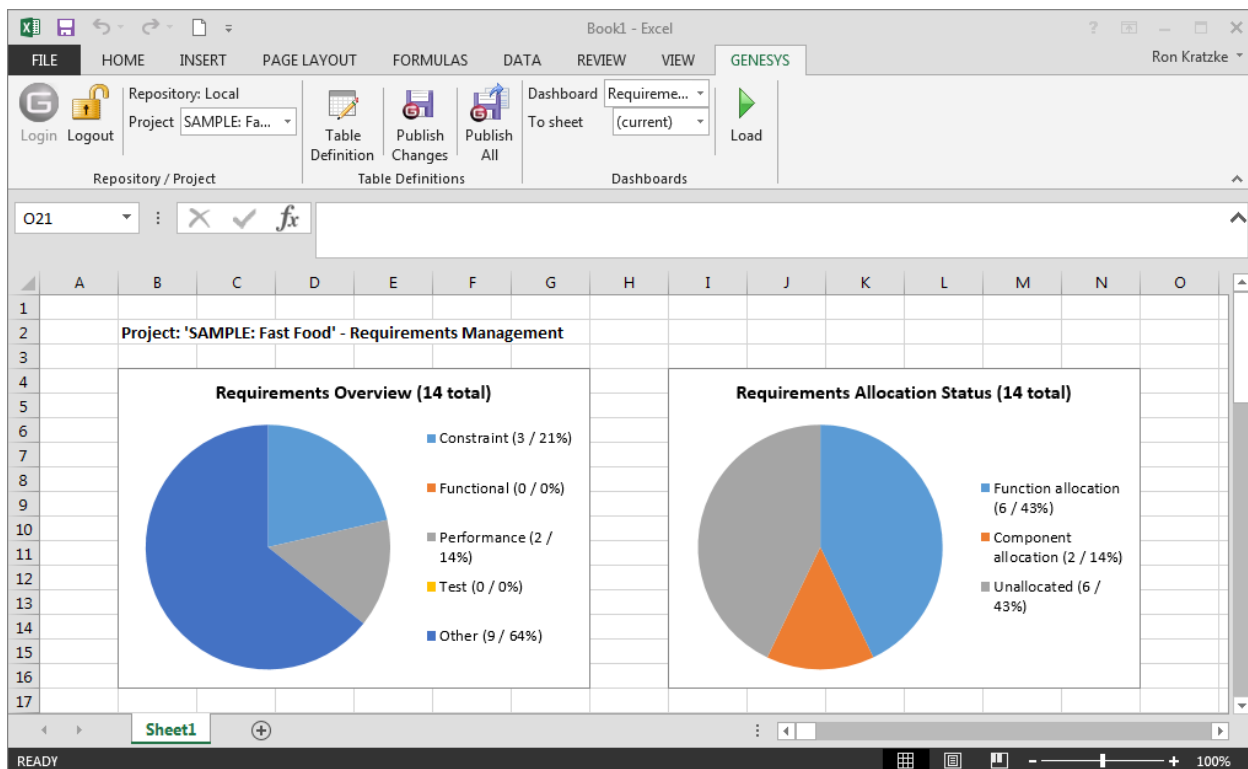 Book1 - Excel
?
FILE HOME INSERT PAGE LAYOUT FORMULAS DATA REVIEW VIEW GENESYS Ron Kratzke
Login
Logout
Repository: Local
Project SAMPLE: Fa...
Repository / Project
Table
Definition
Publish
Changes
Publish
All
Table Definitions
Dashboard Requireme...
To sheet (current)
Load
Dashboards
O21
fx
A B C D E F G H I J K L M N O
1
2
3
4
5
6
7
8
9
10
11
12
13
14
15
16
17
Project: 'SAMPLE: Fast Food' - Requirements Management
Requirements Overview (14 total)
Constraint (3 / 21%)
Functional (0 / 0%)
Performance (2 /
14%)
Test (0 / 0%)
Other (9 / 64%)
Requirements Allocation Status (14 total)
Function allocation
(6 / 43%)
Component
allocation (2 / 14%)
Unallocated (6 /
43%)
Sheet1
READY
100%